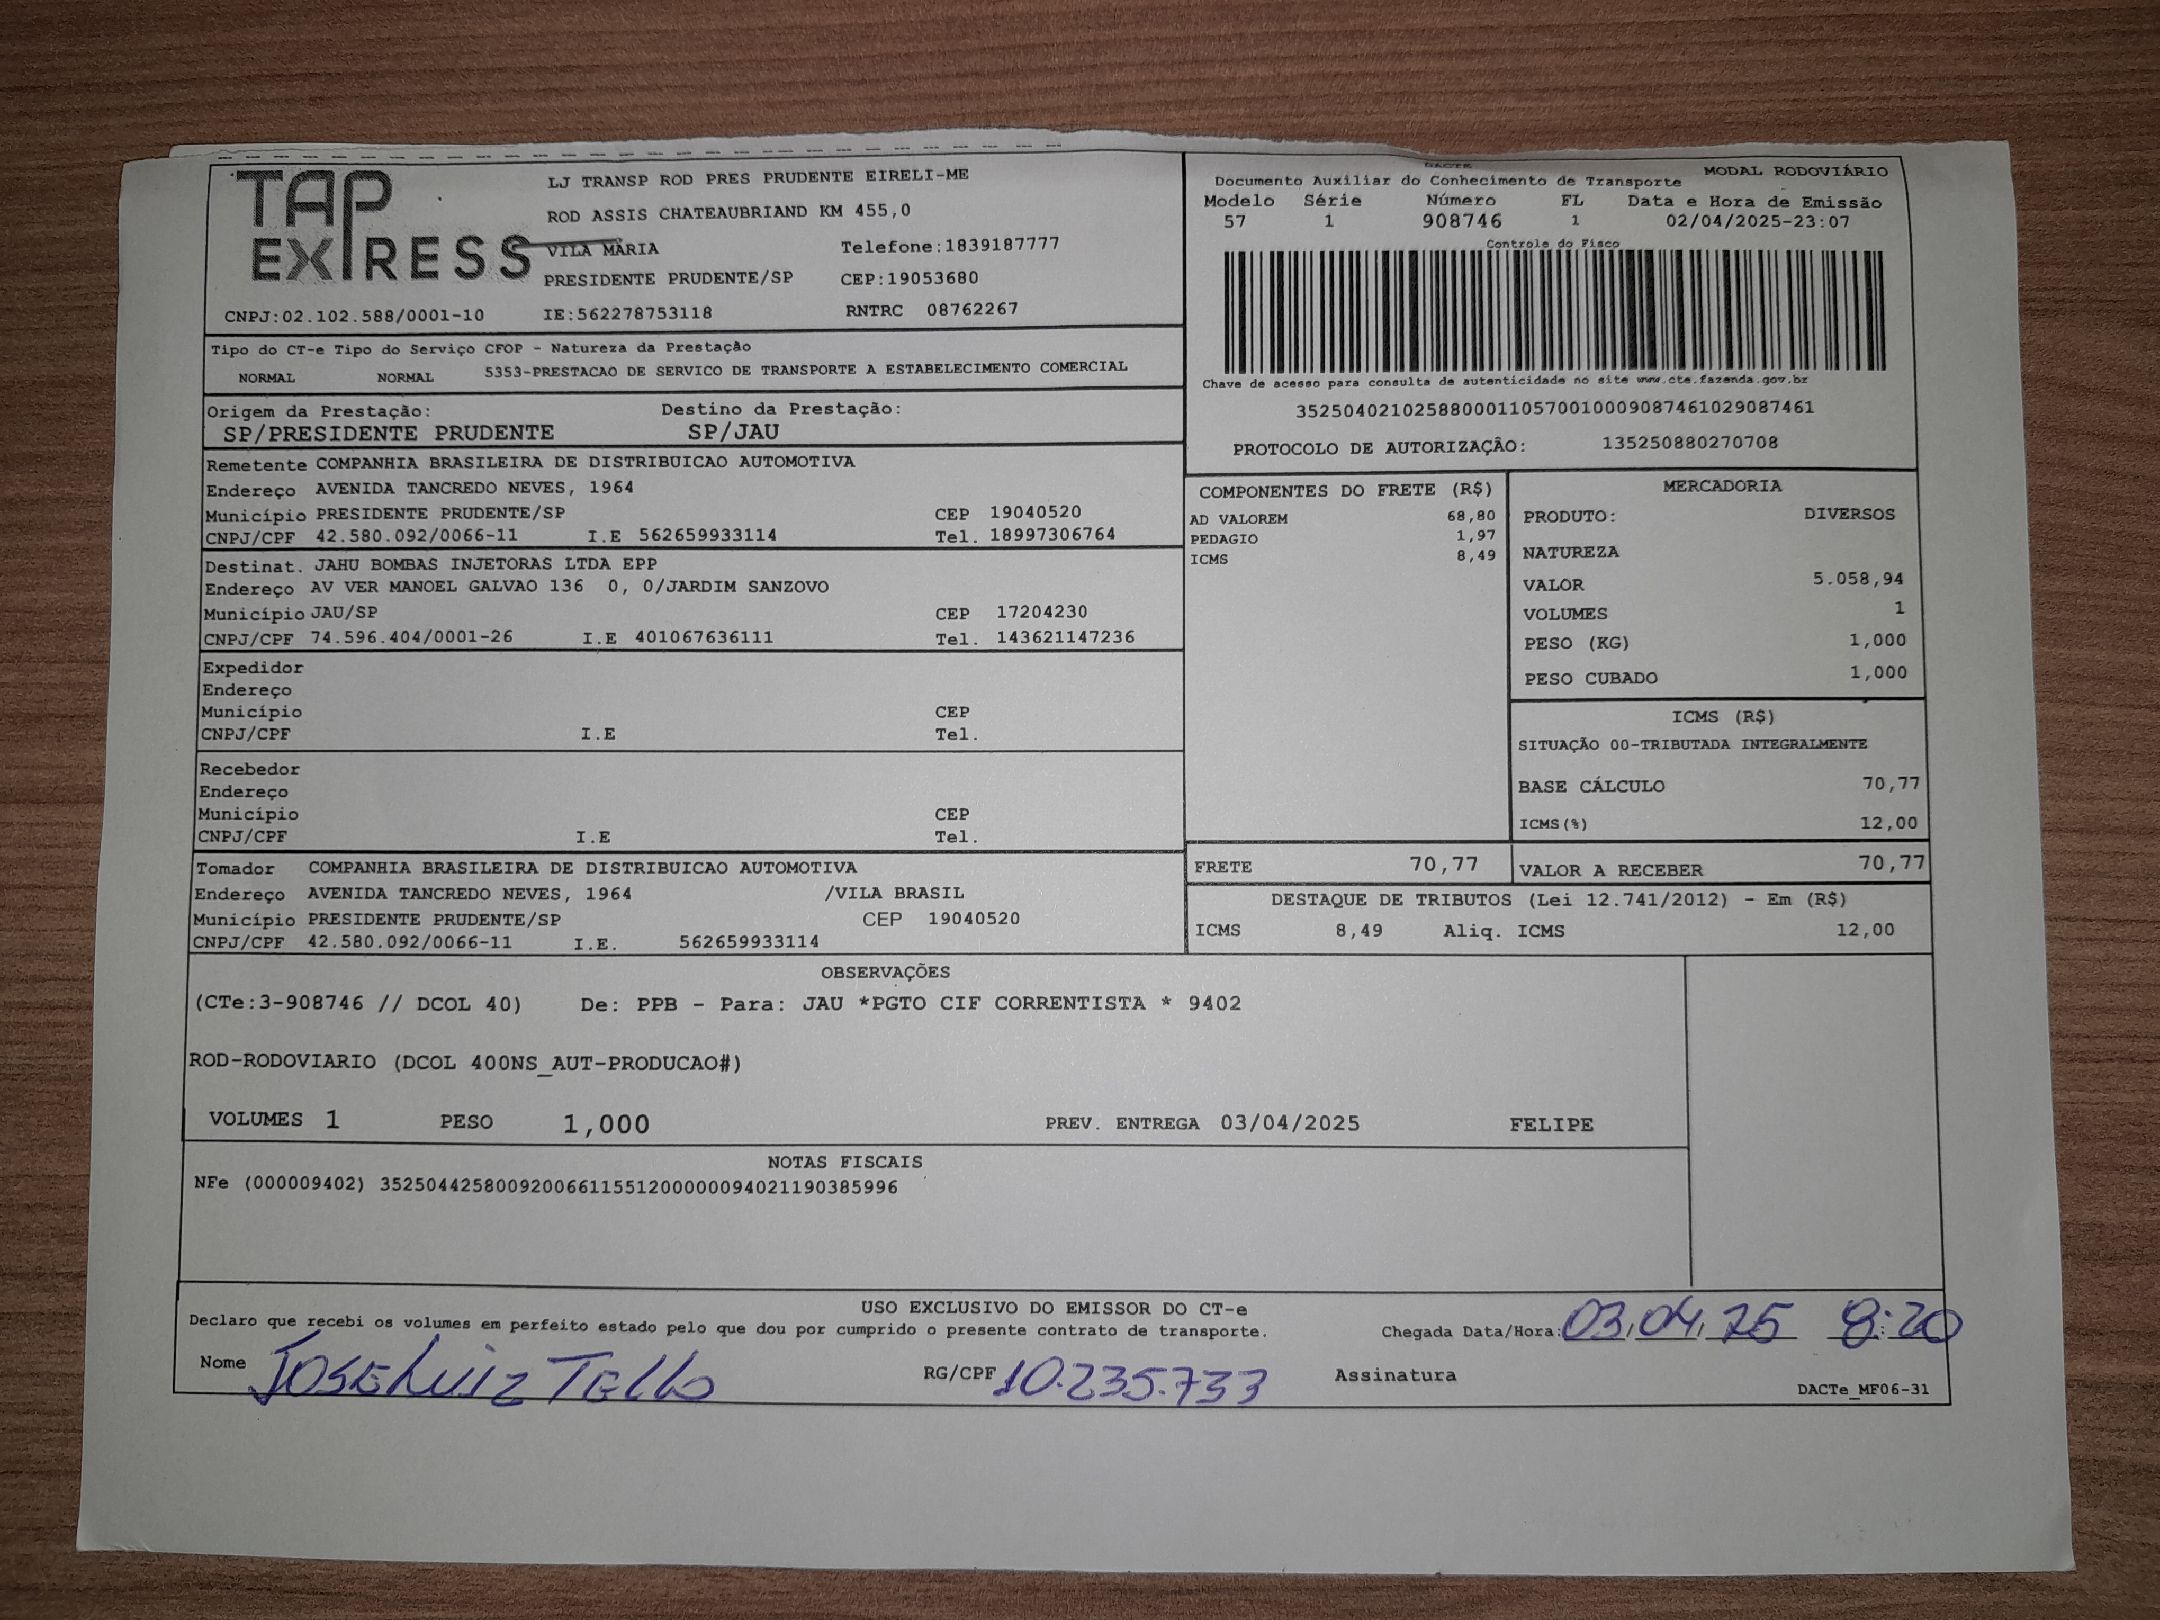 TAP EXPRESS
LJ TRANSP ROD PRES PRUDENTE EIRELI-ME
ROD ASSIS CHATEAUBRIAND KM 455,0
VILA MARIA Telefone:1839187777
PRESIDENTE PRUDENTE/SP CEP:19053680
CNPJ:02.102.588/0001-10 IE:562278753118 RNTRC 08762267
DACTE MODAL RODOVIÁRIO
Documento Auxiliar do Conhecimento de Transporte
Modelo Série Número FL Data e Hora de Emissão
57 1 908746 1 02/04/2025-23:07
Controle do Fisco
Chave de acesso para consulta de autenticidade no site www.cte.fazenda.gov.br
35250402102588000110570010009087461029087461
PROTOCOLO DE AUTORIZAÇÂO: 135250880270708
Tipo do CT-e Tipo do Serviço CFOP - Natureza da Prestação
NORMAL NORMAL 5353-PRESTACAO DE SERVICO DE TRANSPORTE A ESTABELECIMENTO COMERCIAL
Origem da Prestação: Destino da Prestação:
SP/PRESIDENTE PRUDENTE SP/JAU
Remetente COMPANHIA BRASILEIRA DE DISTRIBUICAO AUTOMOTIVA
Endereço AVENIDA TANCREDO NEVES, 1964
Município PRESIDENTE PRUDENTE/SP CEP 19040520
CNPJ/CPF 42.580.092/0066-11 I.E 562659933114 Tel. 18997306764
Destinat. JAHU BOMBAS INJETORAS LTDA EPP
Endereço AV VER MANOEL GALVAO 136 0, 0/JARDIM SANZOVO
Município JAU/SP CEP 17204230
CNPJ/CPF 74.596.404/0001-26 I.E 401067636111 Tel. 143621147236
Expedidor
Endereço
Município CEP
CNPJ/CPF I.E Tel.
Recebedor
Endereço
Município CEP
CNPJ/CPF I.E Tel.
Tomador COMPANHIA BRASILEIRA DE DISTRIBUICAO AUTOMOTIVA
Endereço AVENIDA TANCREDO NEVES, 1964 /VILA BRASIL
Município PRESIDENTE PRUDENTE/SP CEP 19040520
CNPJ/CPF 42.580.092/0066-11 I.E. 562659933114
COMPONENTES DO FRETE (R$)
AD VALOREM 68,80
PEDAGIO 1,97
ICMS 8,49
MERCADORIA
PRODUTO: DIVERSOS
NATUREZA
VALOR 5.058,94
VOLUMES 1
PESO (KG) 1,000
PESO CUBADO 1,000
ICMS (R$)
SITUAÇÃO 00-TRIBUTADA INTEGRALMENTE
BASE CÁLCULO 70,77
ICMS(%) 12,00
FRETE 70,77 VALOR A RECEBER 70,77
DESTAQUE DE TRIBUTOS (Lei 12.741/2012) - Em (R$)
ICMS 8,49 Aliq. ICMS 12,00
OBSERVAÇÕES
(CTe:3-908746 // DCOL 40) De: PPB - Para: JAU *PGTO CIF CORRENTISTA * 9402
ROD-RODOVIARIO (DCOL 400NS_AUT-PRODUCAO#)
VOLUMES 1 PESO 1,000 PREV. ENTREGA 03/04/2025 FELIPE
NOTAS FISCAIS
NFe (000009402) 35250442580092006611551200000094021190385996
USO EXCLUSIVO DO EMISSOR DO CT-e
Declaro que recebi os volumes em perfeito estado pelo que dou por cumprido o presente contrato de transporte. Chegada Data/Hora: 03,04,25 8:20
Nome JOSE LUIZ TELLO RG/CPF 10.235.733 Assinatura
DACTe_MF06-31